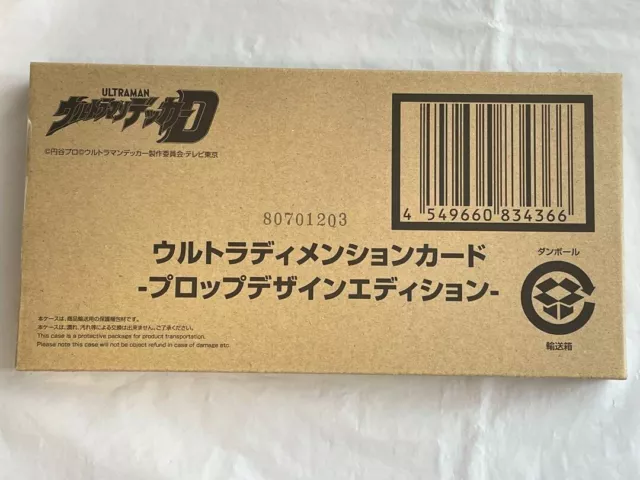 ULTRAMAN
ウルトラマンデッカーD
©円谷プロ©ウルトラマンデッカー製作委員会・テレビ東京
4 549660 834366
80701203
ウルトラディメンションカード
-プロップデザインエディション-
ダンボール
輸送箱
本ケースは、商品輸送用の保護梱包材です。
本ケースは、濡れ、汚れ等による交換は出来ません。ご了承ください。
This case is a protective package for product transportation.
Please note this case will not be object refund in case of damage etc.